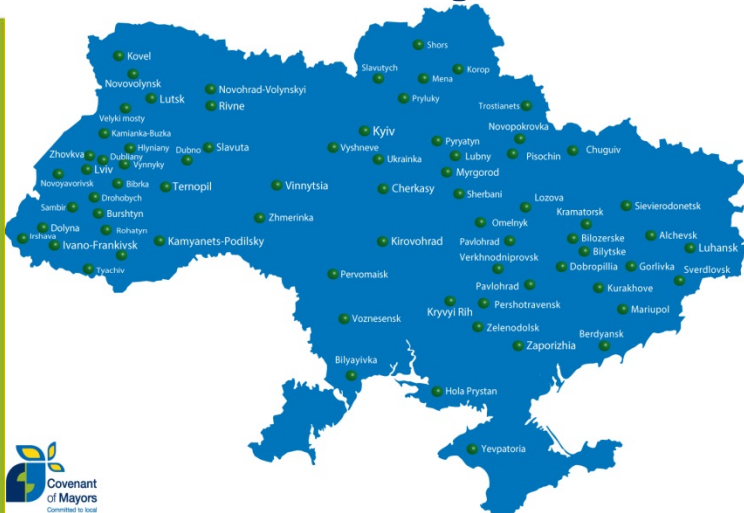 Shors
Kovel
Slavutych
Korop
Novovolynsk
Mena
Novohrad-Volynskyi
Lutsk
Pryluky
Rivne
Trostianets
Velyki mosty
Kamianka-Buzka
Kyiv
Novopokrovka
Pyryatyn
Hlyniany
Dubno
Slavuta
Vyshneve
Zhovkva
Dubliany
Ukrainka
Lubny
Pisochin
Chuguiv
Vynnyky
Lviv
Myrgorod
Novoyavorivsk
Bibrka
Ternopil
Vinnytsia
Cherkasy
Drohobych
Sherbani
Lozova
Sievierodonetsk
Sambir
Burshtyn
Kramatorsk
Zhmerinka
Omelnyk
Dolyna
Rohatyn
Alchevsk
Irshava
Ivano-Frankivsk
Kamyanets-Podilsky
Kirovohrad
Pavlohrad
Bilozerske
Luhansk
Bilytske
Verkhnodniprovsk
Tyachiv
Dobropillia
Gorlivka
Sverdlovsk
Pervomaisk
Pavlohrad
Kurakhove
Kryvyi Rih
Pershotravensk
Mariupol
Voznesensk
Zelenodolsk
Berdyansk
Zaporizhia
Bilyayivka
Hola Prystan
Yevpatoria
Covenant
of Mayors
Committed to local